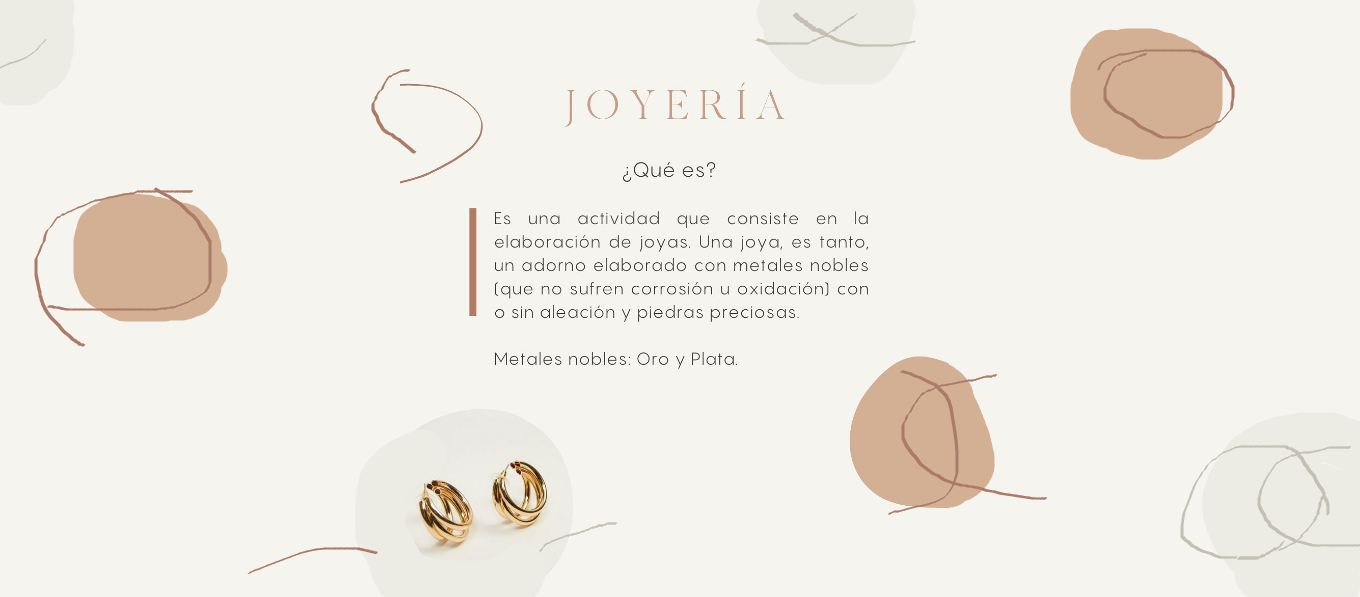 JOYERÍA
¿Qué es?
Es una actividad que consiste en la
elaboración de joyas. Una joya, es tanto,
un adorno elaborado con metales nobles
(que no sufren corrosión u oxidación) con
o sin aleación y piedras preciosas.
Metales nobles: Oro y Plata.